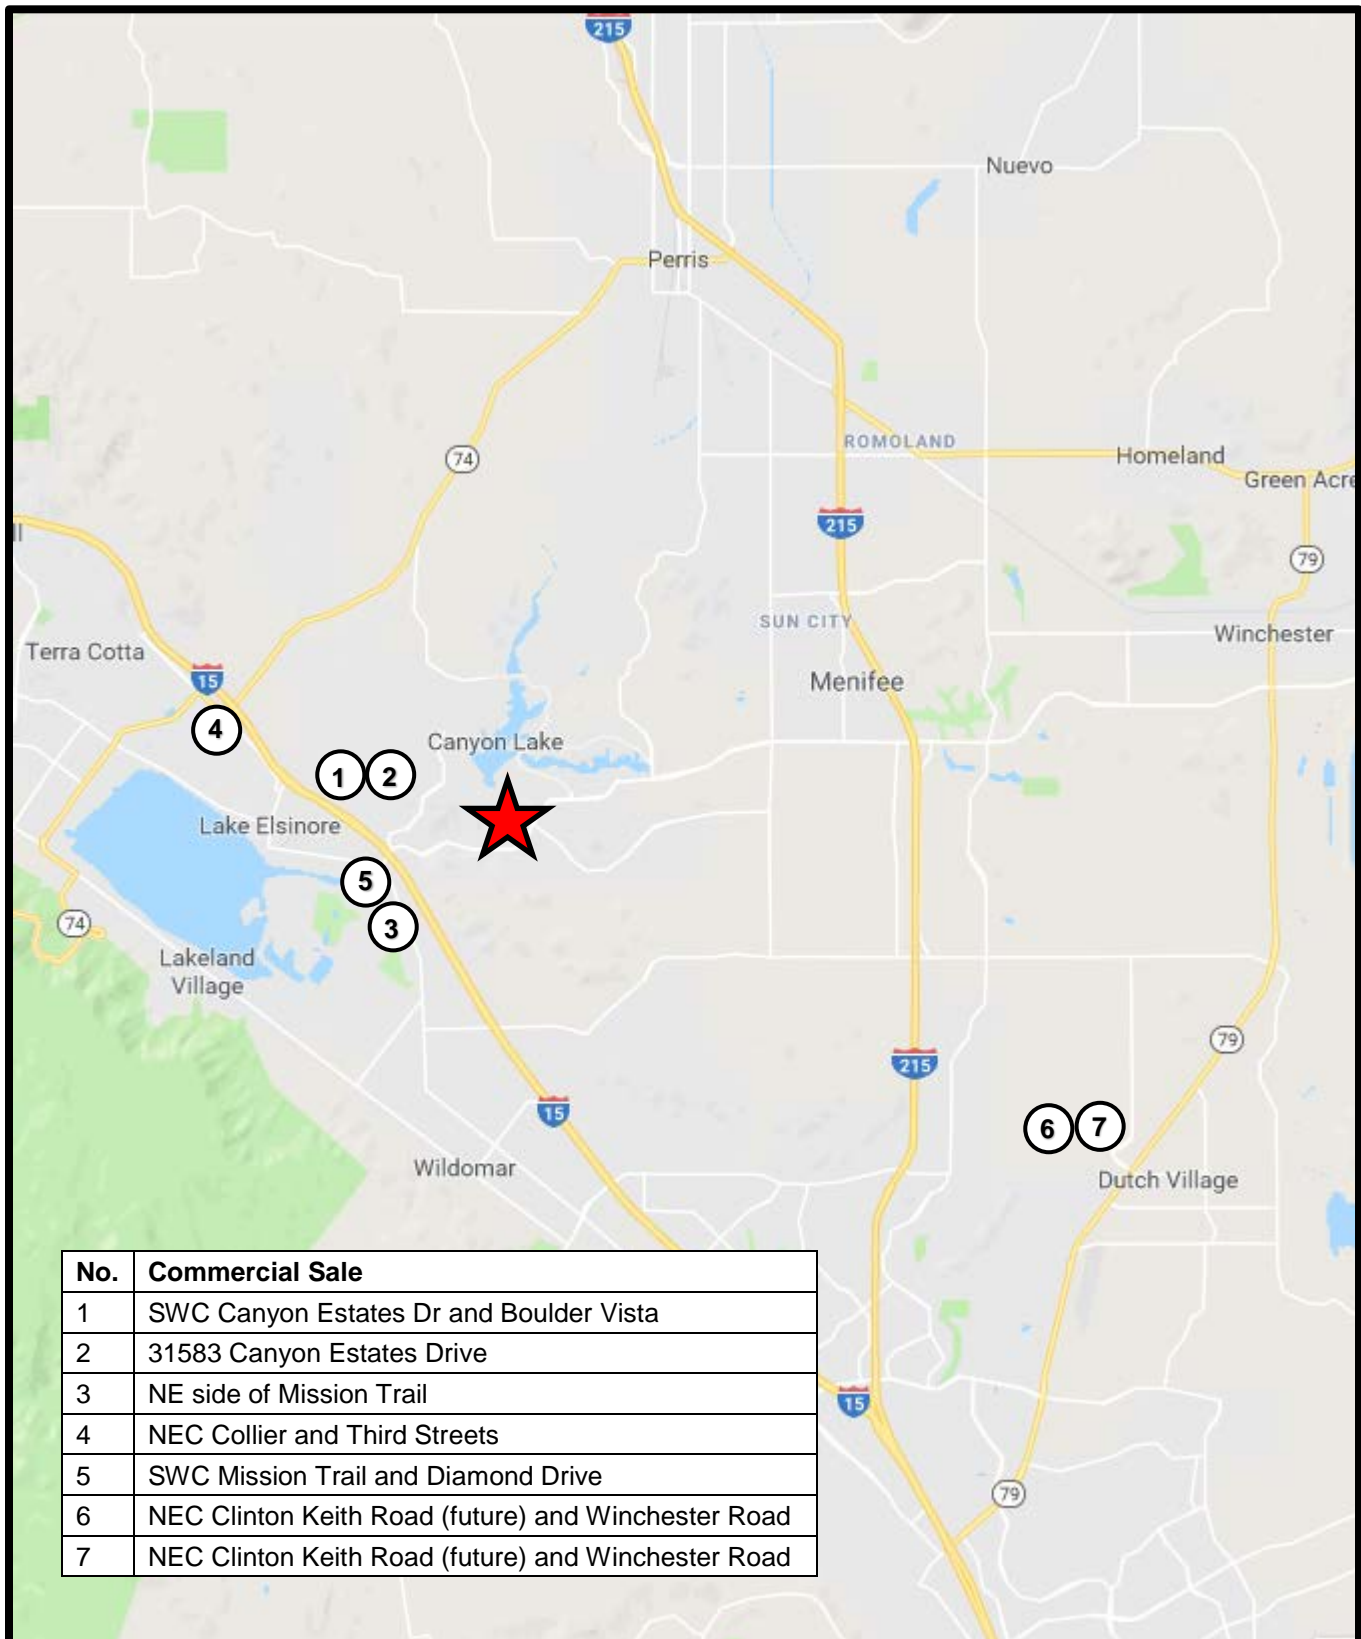 215
Nuevo
Perris
ROMOLAND
74
Homeland
Green Acre
215
ll
79
SUN CITY
Winchester
Terra Cotta
15
Menifee
4
Canyon Lake
1
2
Lake Elsinore
5
74
3
Lakeland
Village
79
215
15
6
7
Wildomar
Dutch Village
No. Commercial Sale
1 SWC Canyon Estates Dr and Boulder Vista
2 31583 Canyon Estates Drive
3 NE side of Mission Trail
4 NEC Collier and Third Streets
5 SWC Mission Trail and Diamond Drive
6 NEC Clinton Keith Road (future) and Winchester Road
7 NEC Clinton Keith Road (future) and Winchester Road
15
79